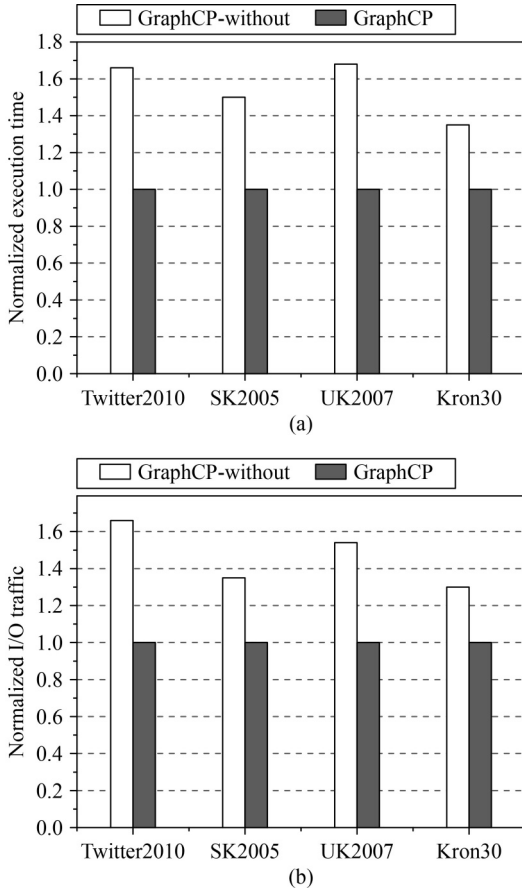 GraphCP-without GraphCP
1.8
1.6
1.4
1.2
1.0
0.8
0.6
0.4
0.2
0.0
Normalized execution time
Twitter2010 SK2005 UK2007 Kron30
(a)
GraphCP-without GraphCP
1.6
1.4
1.2
1.0
0.8
0.6
0.4
0.2
0.0
Normalized I/O traffic
Twitter2010 SK2005 UK2007 Kron30
(b)